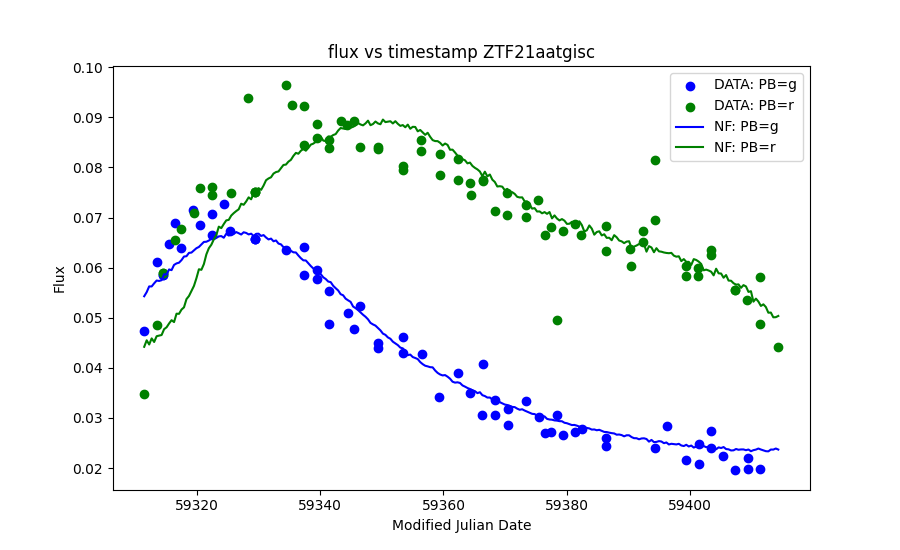 flux vs timestamp ZTF21aatgisc
0.10
0.09
0.08
0.07
0.06
0.05
0.04
0.03
0.02
Flux
DATA: PB=g
DATA: PB=r
NF: PB=g
NF: PB=r
59320 59340 59360 59380 59400
Modified Julian Date